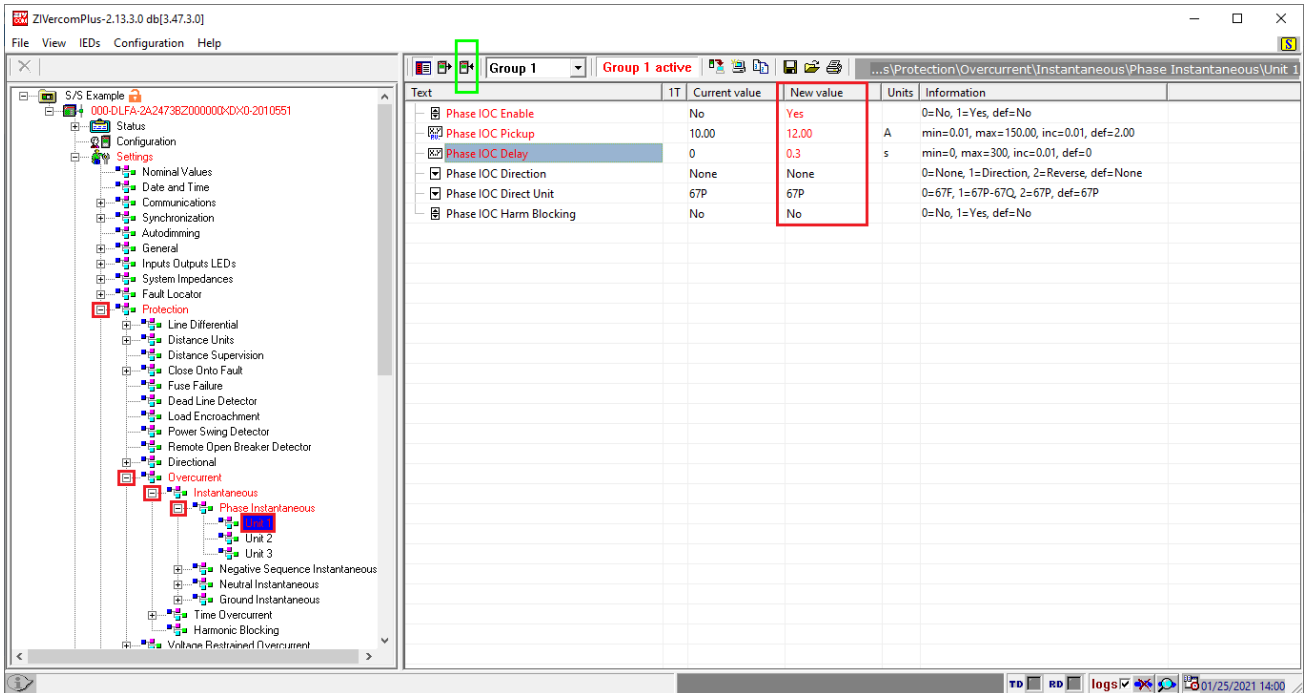 ZIVercomPlus-2.13.3.0 db[3.47.3.0]
File View IEDs Configuration Help
S
Group 1
Group 1 active
...s\Protection\Overcurrent\Instantaneous\Phase Instantaneous\Unit 1
S/S Example
000-DLFA-2A2473BZ000000XDX0-2010551
Status
Configuration
Settings
Nominal Values
Date and Time
Communications
Synchronization
Autodimming
General
Inputs Outputs LEDs
System Impedances
Fault Locator
Protection
Line Differential
Distance Units
Distance Supervision
Close Onto Fault
Fuse Failure
Dead Line Detector
Load Encroachment
Power Swing Detector
Remote Open Breaker Detector
Directional
Overcurrent
Instantaneous
Phase Instantaneous
Unit 1
Unit 2
Unit 3
Negative Sequence Instantaneous
Neutral Instantaneous
Ground Instantaneous
Time Overcurrent
Harmonic Blocking
Voltage Restrained Overcurrent
Text 1T Current value New value Units Information
Phase IOC Enable No Yes 0=No, 1=Yes, def=No
Phase IOC Pickup 10.00 12.00 A min=0.01, max=150.00, inc=0.01, def=2.00
Phase IOC Delay 0 0.3 s min=0, max=300, inc=0.01, def=0
Phase IOC Direction None None 0=None, 1=Direction, 2=Reverse, def=None
Phase IOC Direct Unit 67P 67P 0=67F, 1=67P-67Q, 2=67P, def=67P
Phase IOC Harm Blocking No No 0=No, 1=Yes, def=No
TD RD logs 01/25/2021 14:00